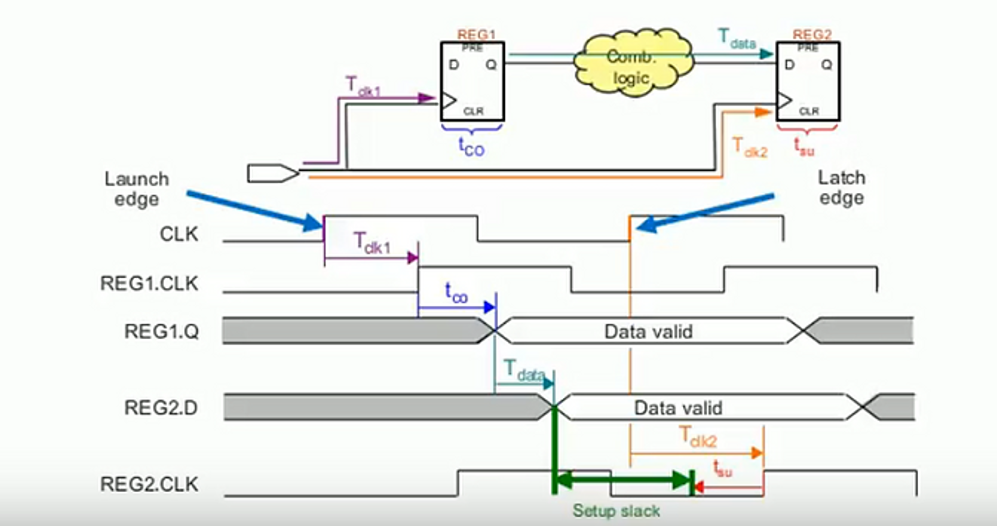 REG1
PRE
D Q
CLR
tCO
Tclk1
Comb.
logic
Tdata
REG2
PRE
D Q
CLR
tsu
Tclk2
Launch
edge
Latch
edge
CLK
Tclk1
REG1.CLK
tco
REG1.Q
Data valid
Tdata
REG2.D
Data valid
Tclk2
tsu
REG2.CLK
Setup slack